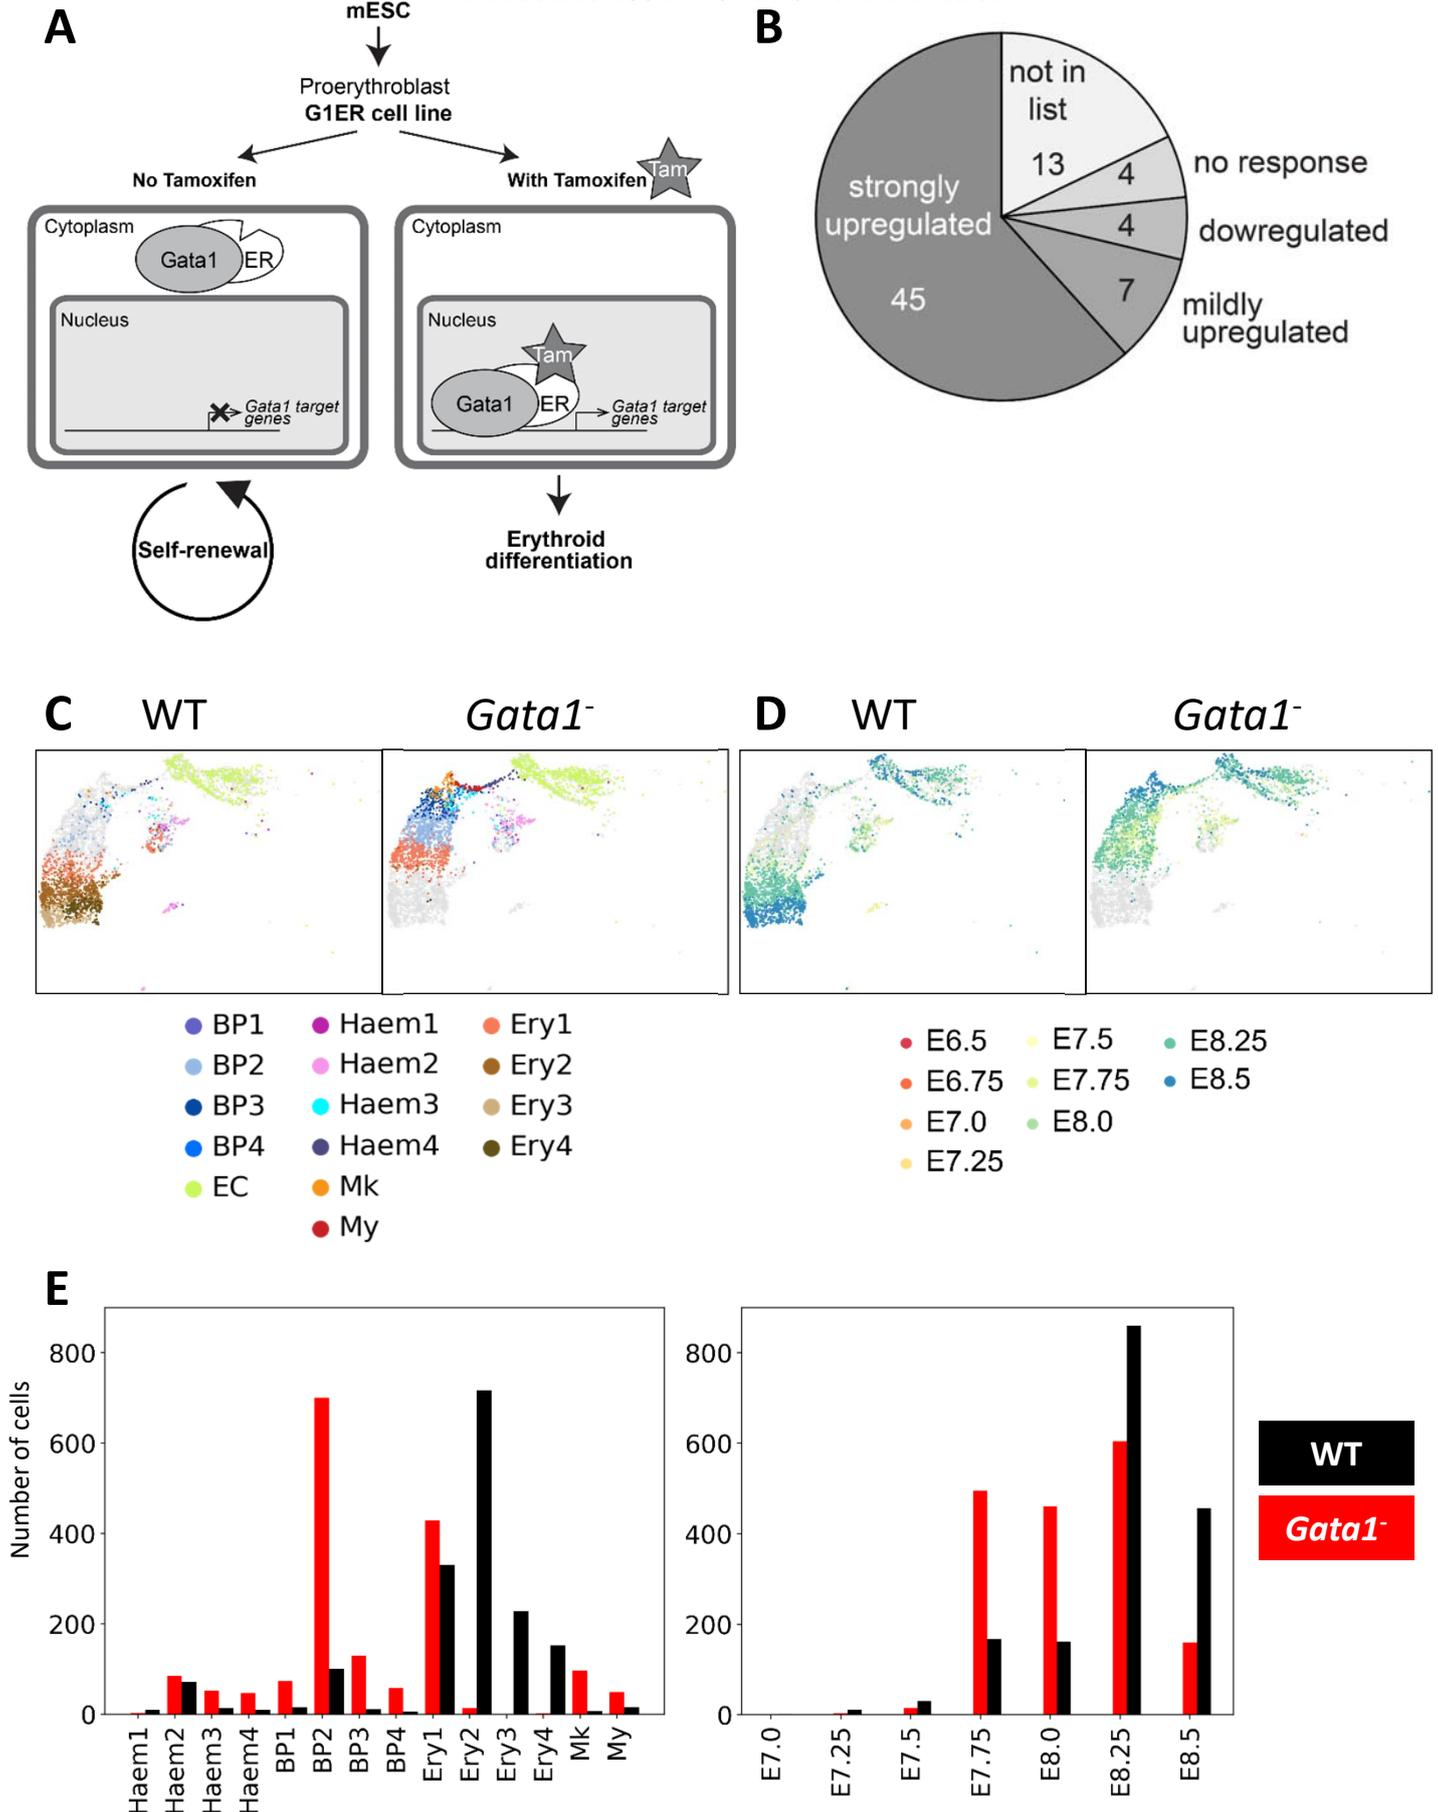 A
mESC
Proerythroblast
G1ER cell line
No Tamoxifen
With Tamoxifen
Tam
Cytoplasm
Gata1
ER
Nucleus
Gata1 target
genes
Self-renewal
Cytoplasm
Nucleus
Tam
Gata1
ER
Gata1 target
genes
Erythroid
differentiation
B
not in
list
13
4
no response
4
dowregulated
7
mildly
upregulated
strongly
upregulated
45
C
WT
Gata1-
D
WT
Gata1-
BP1
BP2
BP3
BP4
EC
Haem1
Haem2
Haem3
Haem4
Mk
My
Ery1
Ery2
Ery3
Ery4
E6.5
E6.75
E7.0
E7.25
E7.5
E7.75
E8.0
E8.25
E8.5
E
Number of cells
800
600
400
200
0
Haem1
Haem2
Haem3
Haem4
BP1
BP2
BP3
BP4
Ery1
Ery2
Ery3
Ery4
Mk
My
800
600
400
200
0
E7.0
E7.25
E7.5
E7.75
E8.0
E8.25
E8.5
WT
Gata1-